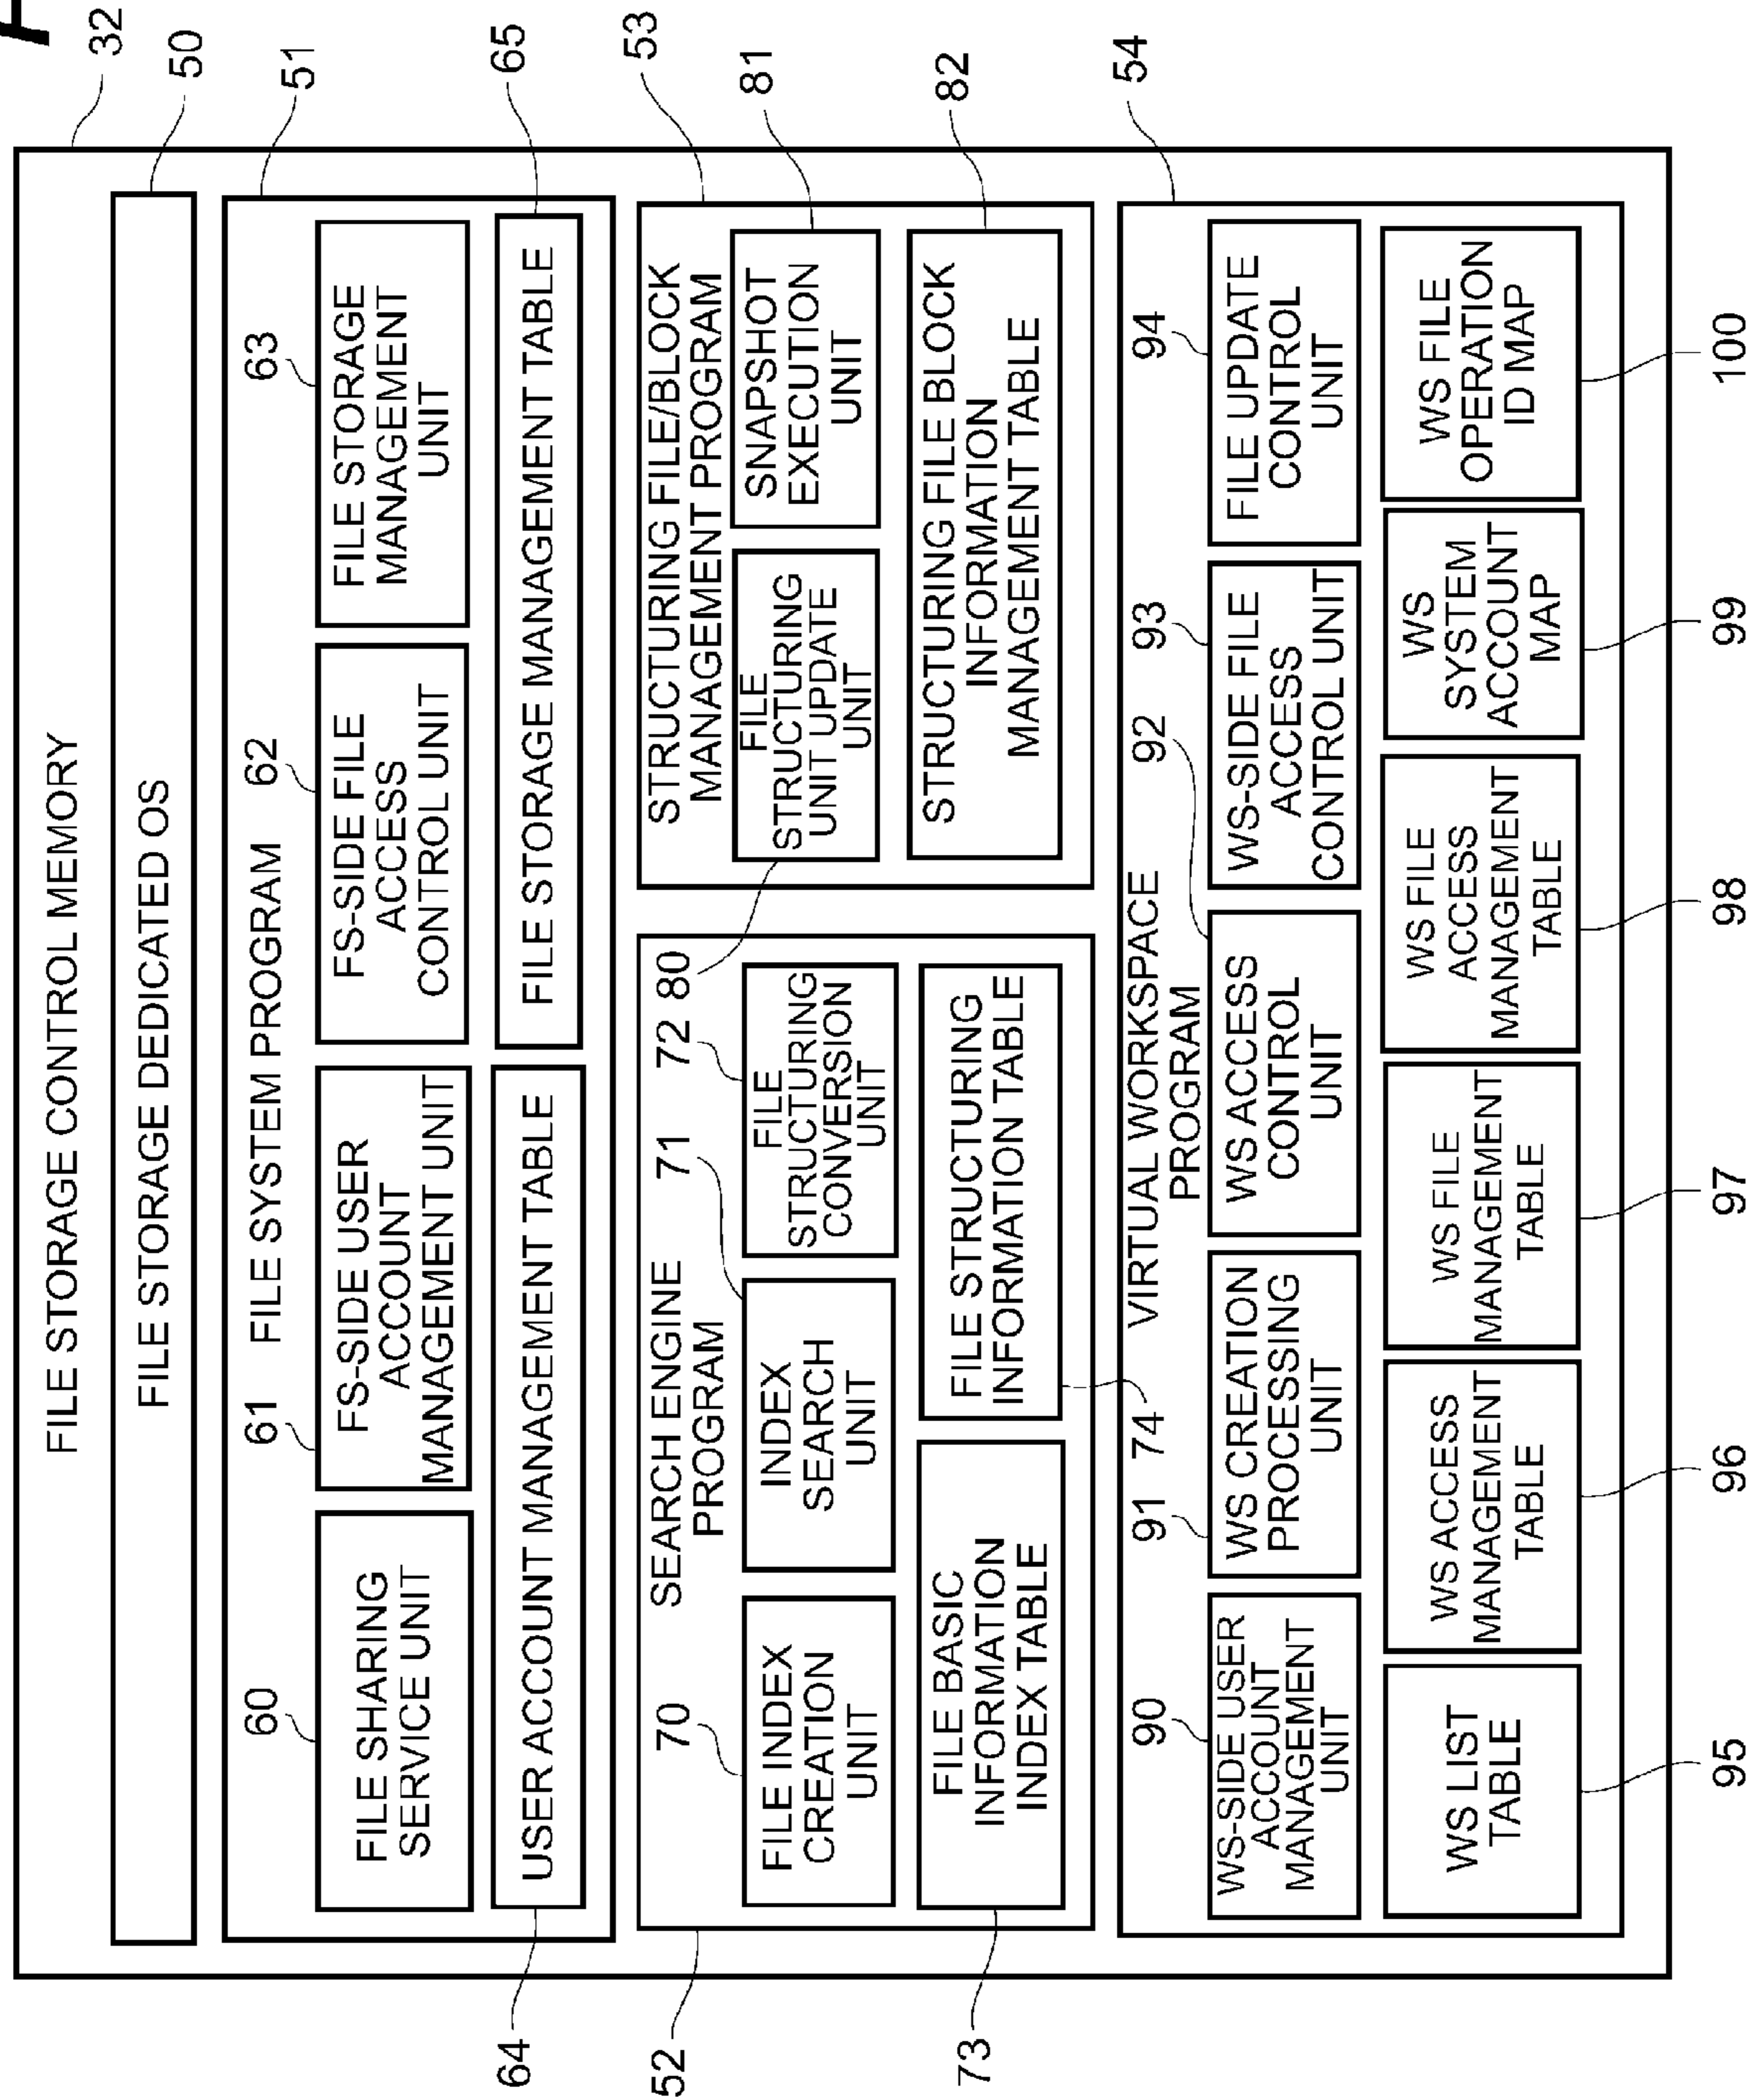 32
FILE STORAGE CONTROL MEMORY
50
FILE STORAGE DEDICATED OS
51
FILE SYSTEM PROGRAM
60
FILE SHARING
SERVICE UNIT
61
FS-SIDE USER
ACCOUNT
MANAGEMENT UNIT
62
FS-SIDE FILE
ACCESS
CONTROL UNIT
63
FILE STORAGE
MANAGEMENT
UNIT
64
USER ACCOUNT MANAGEMENT TABLE
65
FILE STORAGE MANAGEMENT TABLE
52
SEARCH ENGINE
PROGRAM
70
FILE INDEX
CREATION
UNIT
71
INDEX
SEARCH
UNIT
72
FILE
STRUCTURING
CONVERSION
UNIT
73
FILE BASIC
INFORMATION
INDEX TABLE
74
FILE STRUCTURING
INFORMATION TABLE
53
STRUCTURING FILE/BLOCK
MANAGEMENT PROGRAM
80
FILE
STRUCTURING
UNIT UPDATE
UNIT
81
SNAPSHOT
EXECUTION
UNIT
82
STRUCTURING FILE BLOCK
INFORMATION
MANAGEMENT TABLE
54
VIRTUAL WORKSPACE
PROGRAM
90
WS-SIDE USER
ACCOUNT
MANAGEMENT
UNIT
91
WS CREATION
PROCESSING
UNIT
92
WS ACCESS
CONTROL
UNIT
93
WS-SIDE FILE
ACCESS
CONTROL UNIT
94
FILE UPDATE
CONTROL
UNIT
WS LIST
TABLE
95
WS ACCESS
MANAGEMENT
TABLE
96
WS FILE
MANAGEMENT
TABLE
97
WS FILE
ACCESS
MANAGEMENT
TABLE
98
WS
SYSTEM
ACCOUNT
MAP
99
WS FILE
OPERATION
ID MAP
100